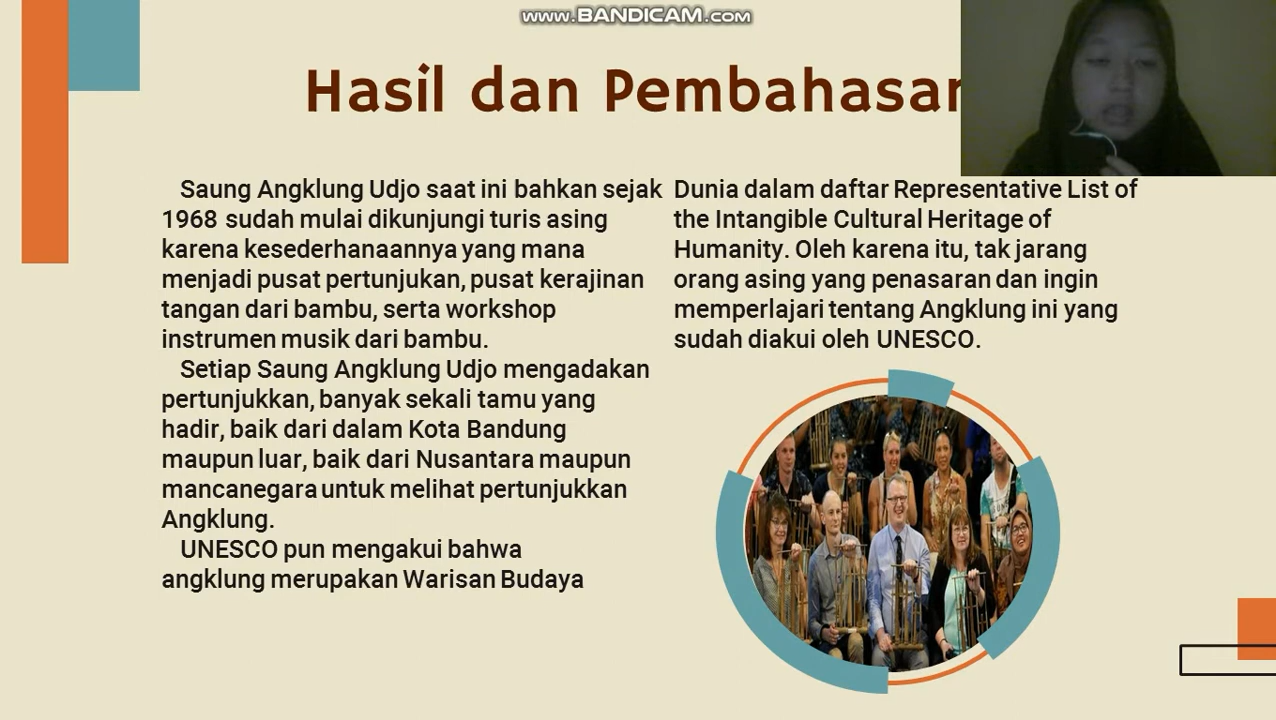 www.BANDICAM.com
Hasil dan Pembahasan
Saung Angklung Udjo saat ini bahkan sejak
1968 sudah mulai dikunjungi turis asing
karena kesederhanaannya yang mana
menjadi pusat pertunjukan, pusat kerajinan
tangan dari bambu, serta workshop
instrumen musik dari bambu.
Setiap Saung Angklung Udjo mengadakan
pertunjukkan, banyak sekali tamu yang
hadir, baik dari dalam Kota Bandung
maupun luar, baik dari Nusantara maupun
mancanegara untuk melihat pertunjukkan
Angklung.
UNESCO pun mengakui bahwa
angklung merupakan Warisan Budaya
Dunia dalam daftar Representative List of
the Intangible Cultural Heritage of
Humanity. Oleh karena itu, tak jarang
orang asing yang penasaran dan ingin
memperlajari tentang Angklung ini yang
sudah diakui oleh UNESCO.